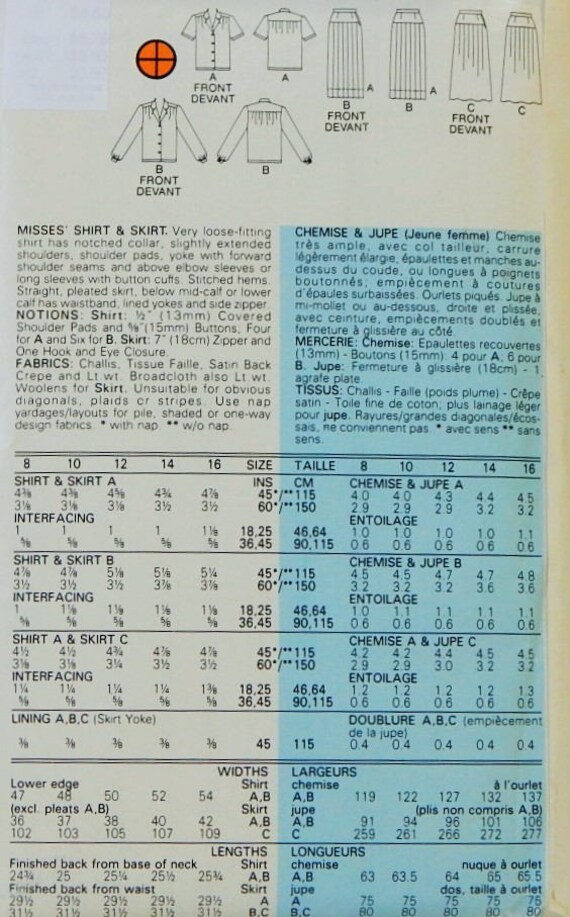 A
FRONT
DEVANT
A
B
FRONT
DEVANT
A
B
C
FRONT
DEVANT
C
B
FRONT
DEVANT
B
MISSES' SHIRT & SKIRT. Very loose-fitting
shirt has notched collar, slightly extended
shoulders, shoulder pads, yoke with forward
shoulder seams and above elbow sleeves or
long sleeves with button cuffs. Stitched hems.
Straight, pleated skirt, below mid-calf or lower
calf has waistband, lined yokes and side zipper.
NOTIONS: Shirt: ½" (13mm) Covered
Shoulder Pads and ⅝"(15mm) Buttons, Four
for A and Six for B. Skirt: 7" (18cm) Zipper and
One Hook and Eye Closure.
FABRICS: Challis, Tissue Faille, Satin Back
Crepe and Lt wt. Broadcloth also Lt.wt.
Woolens for Skirt. Unsuitable for obvious
diagonals, plaids or stripes. Use nap
yardages/layouts for pile, shaded or one-way
design fabrics. * with nap. ** w/o nap.
CHEMISE & JUPE (Jeune femme) Chemise
très ample, avec col tailleur, carrure
légèrement élargie, épaulettes et manches au-
dessus du coude, ou longues à poignets
boutonnés; empiècement à coutures
d'épaules surbaissées. Ourlets piqués. Jupe à
mi-mollet ou au-dessous, droite et plissée,
avec ceinture, empiècements doublés et
fermeture à glissière au côté.
MERCERIE: Chemise: Epaulettes recouvertes
(13mm) - Boutons (15mm): 4 pour A; 6 pour
B. Jupe: Fermeture à glissière (18cm) - 1
agrafe plate.
TISSUS: Challis - Faille (poids plume) - Crêpe
satin - Toile fine de coton; plus lainage léger
pour jupe. Rayures/grandes diagonales/écos-
sais, ne conviennent pas. * avec sens ** sans
sens.
8 10 12 14 16 SIZE TAILLE 8 10 12 14 16
SHIRT & SKIRT A INS CM CHEMISE & JUPE A
4⅜ 4⅜ 4⅝ 4¾ 4⅞ 45*/**115 4.0 4.0 4.3 4.4 4.5
3⅛ 3⅛ 3⅛ 3½ 3½ 60*/**150 2.9 2.9 2.9 3.2 3.2
INTERFACING ENTOILAGE
1 1 1 1 1⅛ 18,25 46,64 1.0 1.0 1.0 1.0 1.1
⅝ ⅝ ⅝ ⅝ ⅝ 36,45 90,115 0.6 0.6 0.6 0.6 0.6
SHIRT & SKIRT B CHEMISE & JUPE B
4⅞ 4⅞ 5⅛ 5⅛ 5¼ 45*/**115 4.5 4.5 4.7 4.7 4.8
3½ 3½ 3½ 3⅞ 3⅞ 60*/**150 3.2 3.2 3.2 3.6 3.6
INTERFACING ENTOILAGE
1 1⅛ 1⅛ 1⅛ 1⅛ 18,25 46,64 1.0 1.1 1.1 1.1 1.1
⅝ ⅝ ⅝ ⅝ ⅝ 36,45 90,115 0.6 0.6 0.6 0.6 0.6
SHIRT A & SKIRT C CHEMISE A & JUPE C
4½ 4½ 4¾ 4⅞ 4⅞ 45*/**115 4.2 4.2 4.4 4.5 4.5
3⅛ 3⅛ 3¼ 3½ 3½ 60*/**150 2.9 2.9 3.0 3.2 3.2
INTERFACING ENTOILAGE
1¼ 1¼ 1¼ 1¼ 1⅜ 18,25 46,64 1.2 1.2 1.2 1.2 1.3
⅝ ⅝ ⅝ ⅝ ⅝ 36,45 90,115 0.6 0.6 0.6 0.6 0.6
LINING A,B,C (Skirt Yoke) DOUBLURE A,B,C (empiècement
de la jupe)
⅜ ⅜ ⅜ ⅜ ⅜ 45 115 0.4 0.4 0.4 0.4 0.4
WIDTHS LARGEURS
Lower edge Shirt chemise à l'ourlet
47 48 50 52 54 A,B A,B 119 122 127 132 137
(excl. pleats A,B) Skirt jupe (plis non compris A,B)
36 37 38 40 42 A,B A,B 91 94 96 101 106
102 103 105 107 109 C C 259 261 266 272 277
LENGTHS LONGUEURS
Finished back from base of neck Shirt chemise nuque à ourlet
24¾ 25 25¼ 25½ 25¾ A,B A,B 63 63.5 64 65 65.5
Finished back from waist Skirt jupe dos, taille à ourlet
29½ 29½ 29½ 29½ 29½ A A 75 75 75 75 75
31½ 31½ 31½ 31½ 31½ B,C B,C 80 80 80 80 80